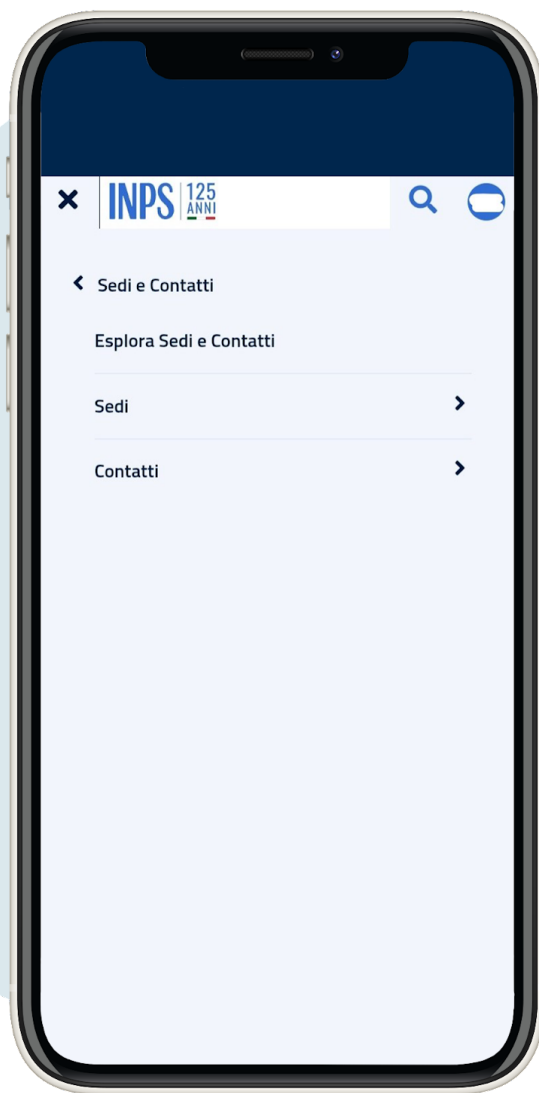 INPS 125
ANNI
Sedi e Contatti
Esplora Sedi e Contatti
Sedi
Contatti